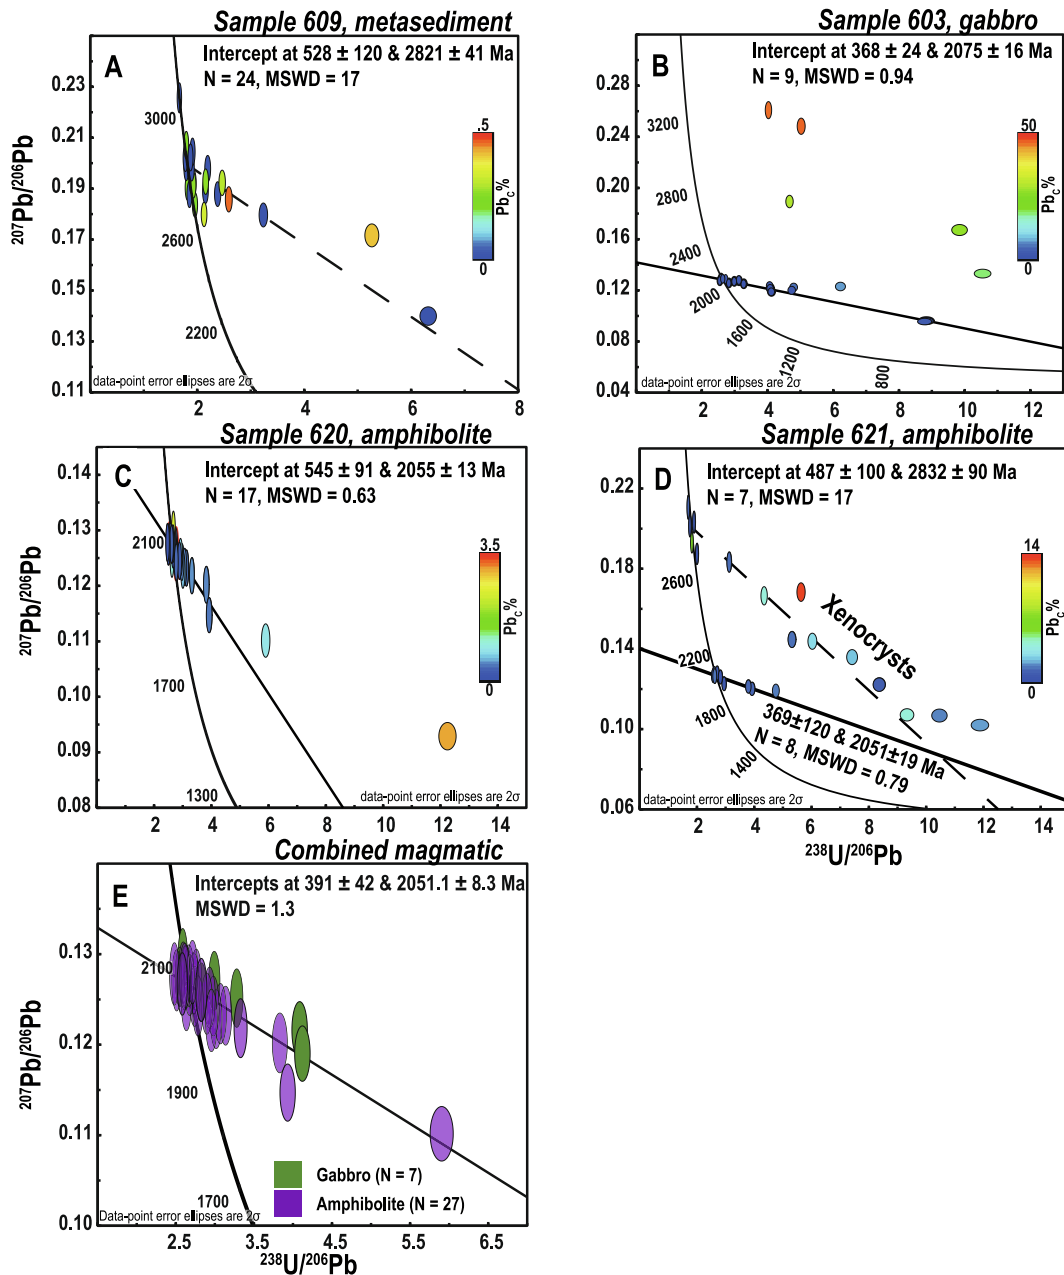 Sample 609, metasediment
A
Intercept at 528 ± 120 & 2821 ± 41 Ma
N = 24, MSWD = 17
207Pb/206Pb
0.23
0.21
0.19
0.17
0.15
0.13
0.11
3000
2600
2200
.5
PbC%
0
data-point error ellipses are 2σ
2
4
6
8
Sample 603, gabbro
B
Intercept at 368 ± 24 & 2075 ± 16 Ma
N = 9, MSWD = 0.94
0.28
0.24
0.20
0.16
0.12
0.08
0.04
3200
2800
2400
2000
1600
1200
800
50
PbC%
0
data-point error ellipses are 2σ
2
4
6
8
10
12
Sample 620, amphibolite
C
Intercept at 545 ± 91 & 2055 ± 13 Ma
N = 17, MSWD = 0.63
207Pb/206Pb
0.14
0.13
0.12
0.11
0.10
0.09
0.08
2100
1700
1300
3.5
PbC%
0
data-point error ellipses are 2σ
2
4
6
8
10
12
14
Sample 621, amphibolite
D
Intercept at 487 ± 100 & 2832 ± 90 Ma
N = 7, MSWD = 17
0.22
0.18
0.14
0.10
0.06
2600
2200
1800
1400
Xenocrysts
369±120 & 2051±19 Ma
N = 8, MSWD = 0.79
14
PbC%
0
data-point error ellipses are 2σ
0
2
4
6
8
10
12
14
238U/206Pb
Combined magmatic
E
Intercepts at 391 ± 42 & 2051.1 ± 8.3 Ma
MSWD = 1.3
207Pb/206Pb
0.13
0.12
0.11
0.10
2100
1900
1700
Gabbro (N = 7)
Amphibolite (N = 27)
Data-point error ellipses are 2σ
2.5
3.5
4.5
5.5
6.5
238U/206Pb